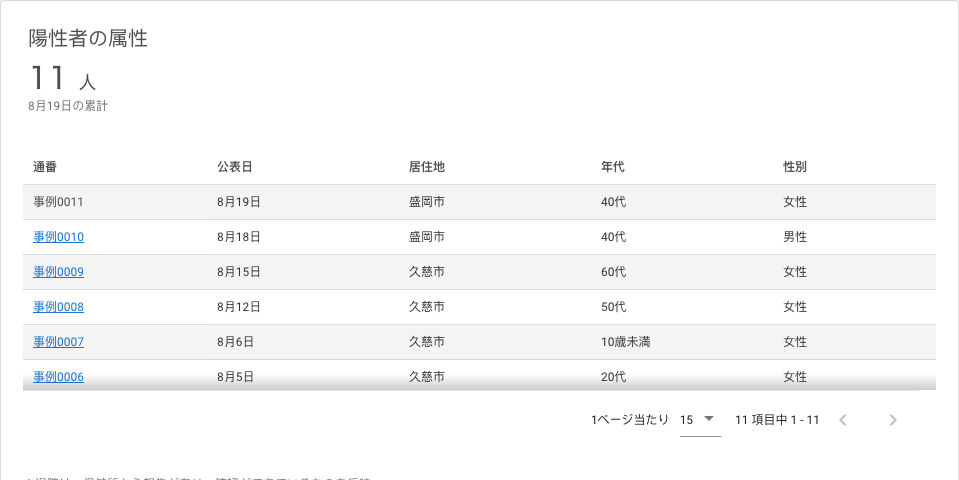 陽性者の属性
11 人
8月19日の累計
通番 公表日 居住地 年代 性別
事例0011 8月19日 盛岡市 40代 女性
事例0010 8月18日 盛岡市 40代 男性
事例0009 8月15日 久慈市 60代 女性
事例0008 8月12日 久慈市 50代 女性
事例0007 8月6日 久慈市 10歳未満 女性
事例0006 8月5日 久慈市 20代 女性
1ページ当たり 15 11 項目中 1 - 11